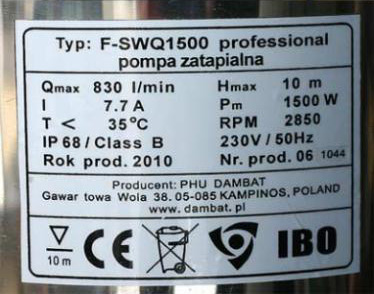 Typ: F-SWQ1500 professional
pompa zatapialna
Qmax 830 l/min Hmax 10 m
I 7.7 A Pm 1500 W
T < 35°C RPM 2850
IP 68 / Class B 230V / 50Hz
Rok prod. 2010 Nr. prod. 06 1044
Producent: PHU DAMBAT
Gawar towa Wola 38. 05-085 KAMPINOS, POLAND
www.dambat.pl
10 m CE IBO